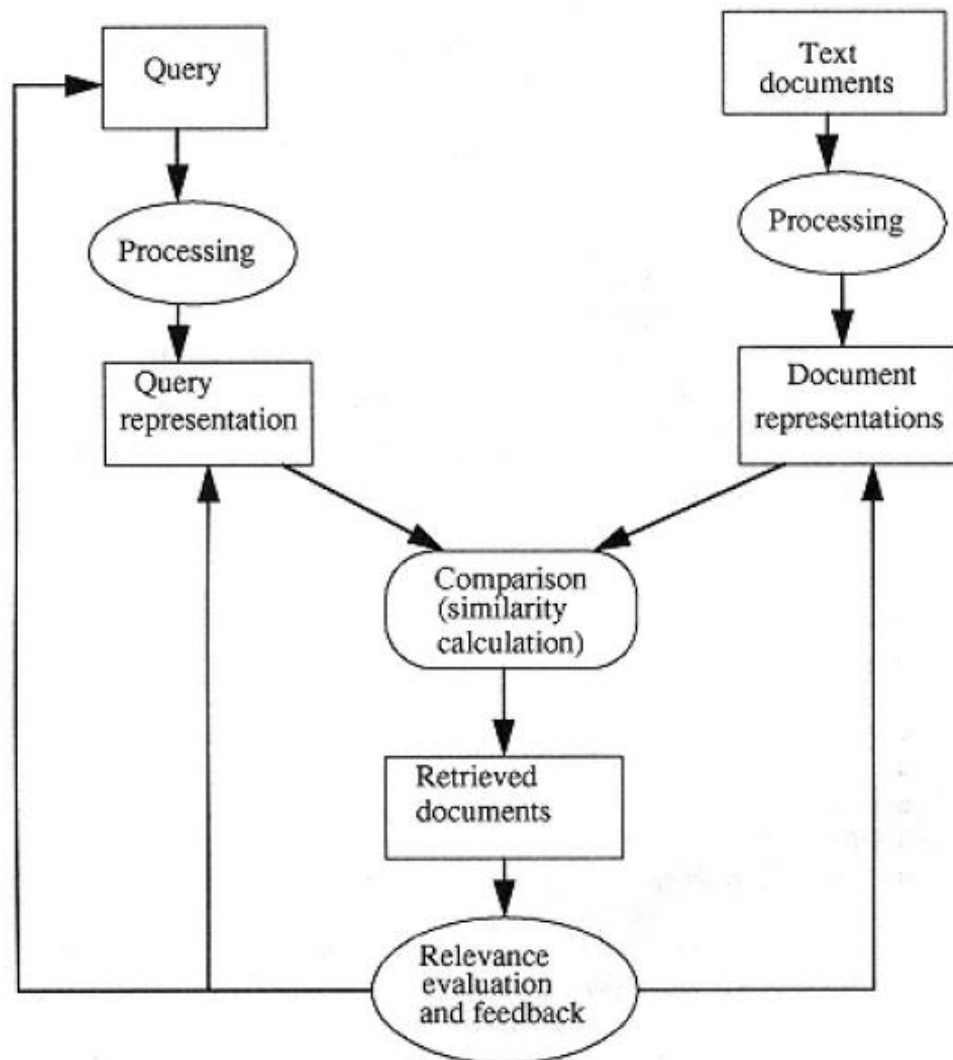 Query
Text
documents
Processing
Processing
Query
representation
Document
representations
Comparison
(similarity
calculation)
Retrieved
documents
Relevance
evaluation
and feedback